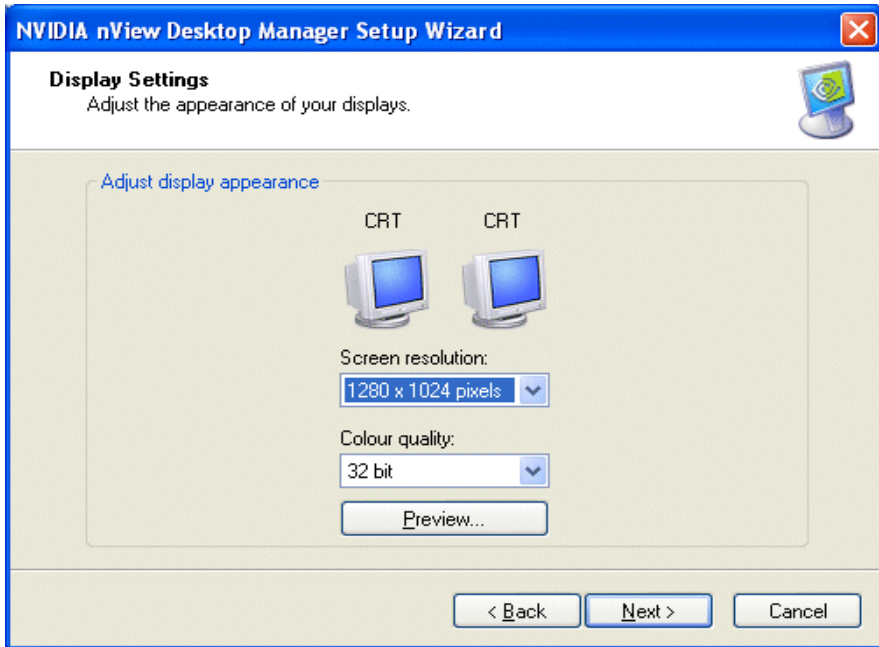 NVIDIA nView Desktop Manager Setup Wizard
Display Settings
Adjust the appearance of your displays.
Adjust display appearance
CRT CRT
Screen resolution:
1280 x 1024 pixels
Colour quality:
32 bit
Preview...
< Back Next > Cancel